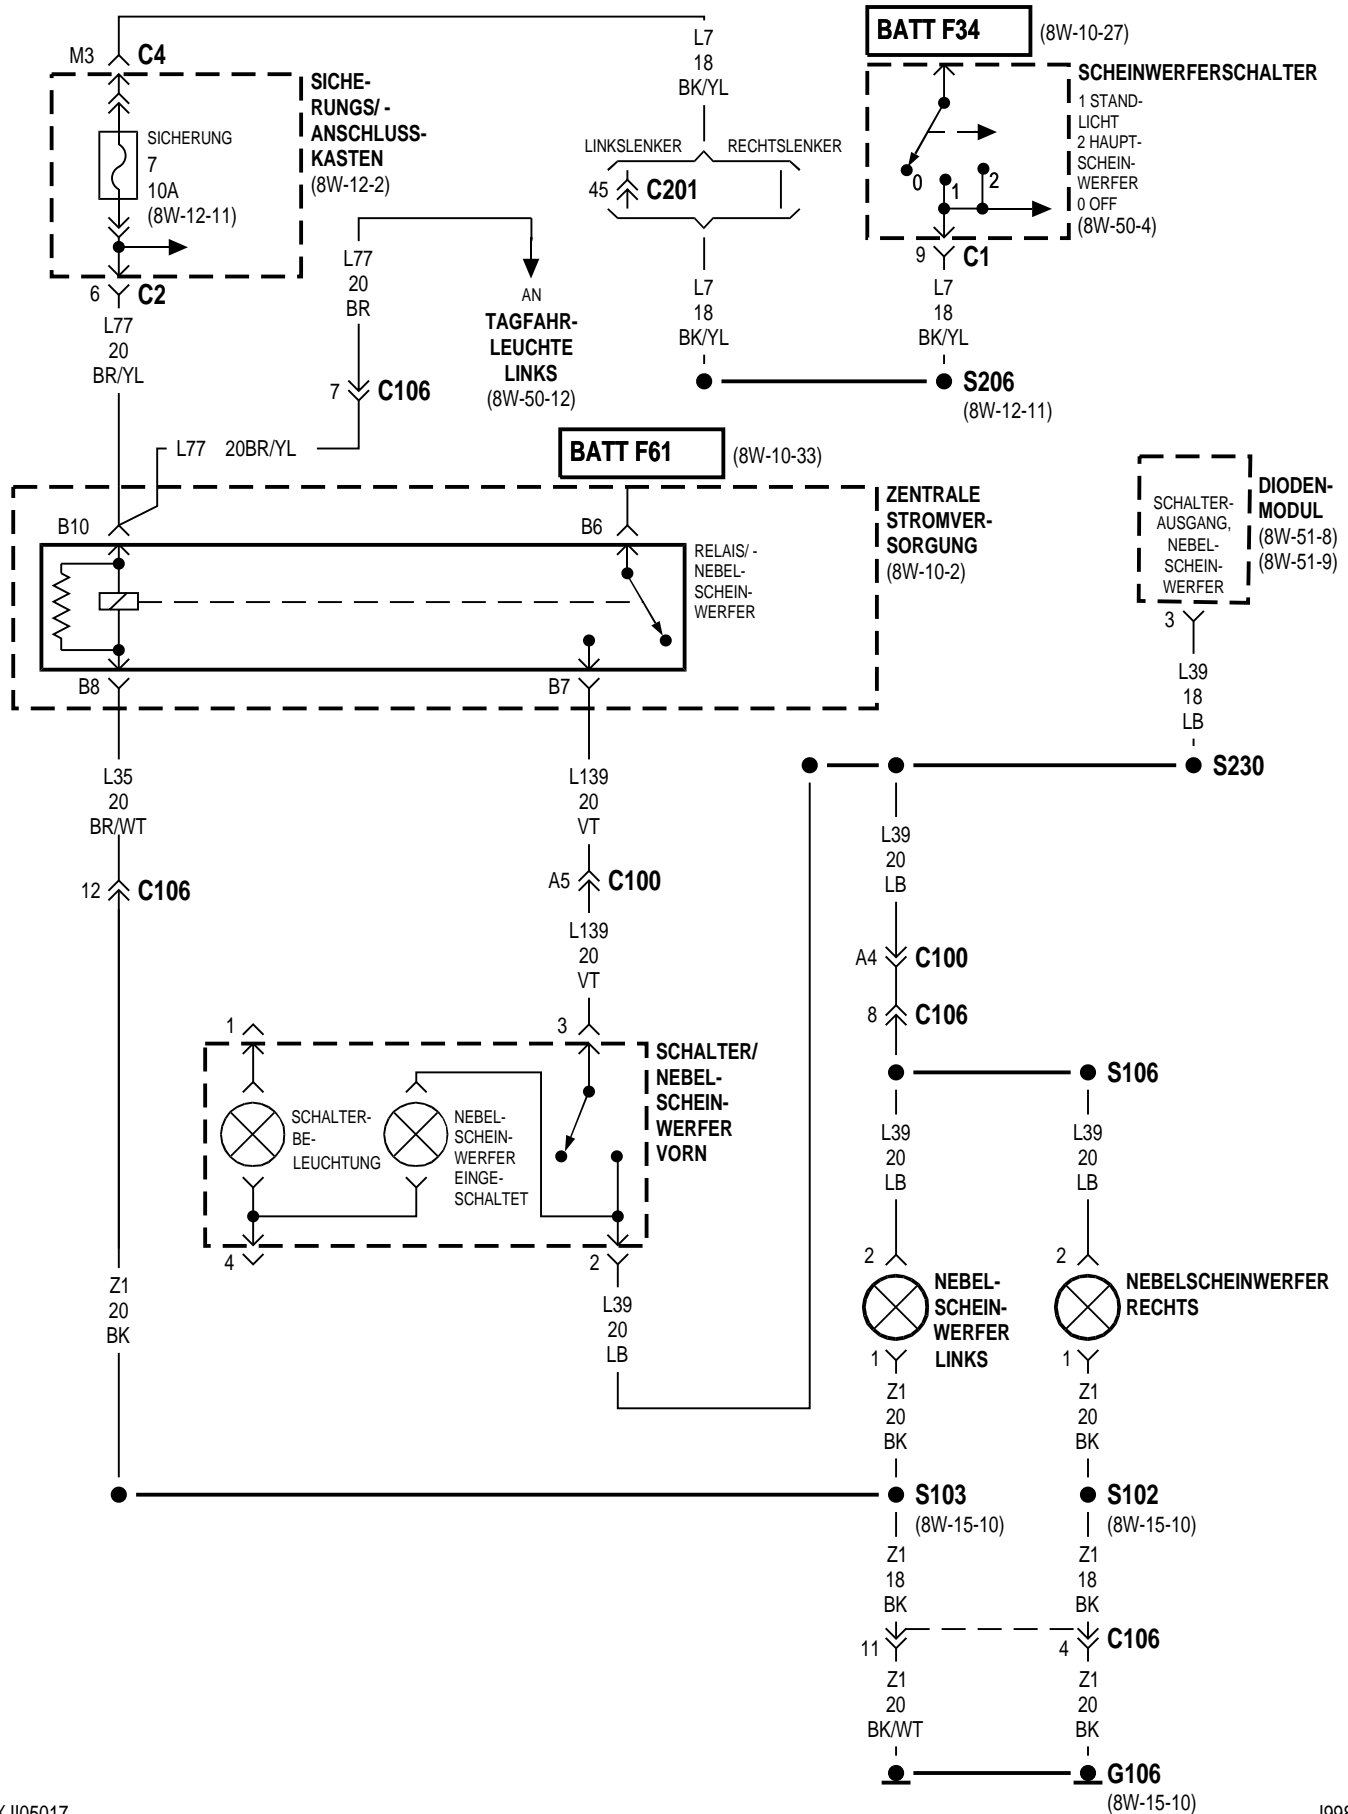 BATT F34
(8W-10-27)
M3
C4
L7
18
BK/YL
SICHE-
RUNGS/ -
ANSCHLUSS-
KASTEN
(8W-12-2)
SICHERUNG
7
10A
(8W-12-11)
6
C2
L77
20
BR/YL
SCHEINWERFERSCHALTER
1 STAND-
LICHT
2 HAUPT-
SCHEIN-
WERFER
0 OFF
(8W-50-4)
0
1
2
LINKSLENKER
RECHTSLENKER
45
C201
9
C1
L7
18
BK/YL
L7
18
BK/YL
S206
(8W-12-11)
L77
20
BR
AN
TAGFAHR-
LEUCHTE
LINKS
(8W-50-12)
7
C106
L77
20BR/YL
BATT F61
(8W-10-33)
ZENTRALE
STROMVER-
SORGUNG
(8W-10-2)
B10
B6
RELAIS/ -
NEBEL-
SCHEIN-
WERFER
B8
B7
DIODEN-
MODUL
(8W-51-8)
(8W-51-9)
SCHALTER-
AUSGANG,
NEBEL-
SCHEIN-
WERFER
3
L39
18
LB
S230
L35
20
BR/WT
12
C106
L139
20
VT
A5
C100
L139
20
VT
L39
20
LB
A4
C100
8
C106
S106
1
3
SCHALTER/
NEBEL-
SCHEIN-
WERFER
VORN
SCHALTER-
BE-
LEUCHTUNG
NEBEL-
SCHEIN-
WERFER
EINGE-
SCHALTET
4
2
L39
20
LB
L39
20
LB
L39
20
LB
2
NEBEL-
SCHEIN-
WERFER
LINKS
1
2
NEBELSCHEINWERFER
RECHTS
1
Z1
20
BK
Z1
20
BK
Z1
20
BK
S103
(8W-15-10)
S102
(8W-15-10)
Z1
18
BK
Z1
18
BK
11
4
C106
Z1
20
BK/WT
Z1
20
BK
G106
(8W-15-10)